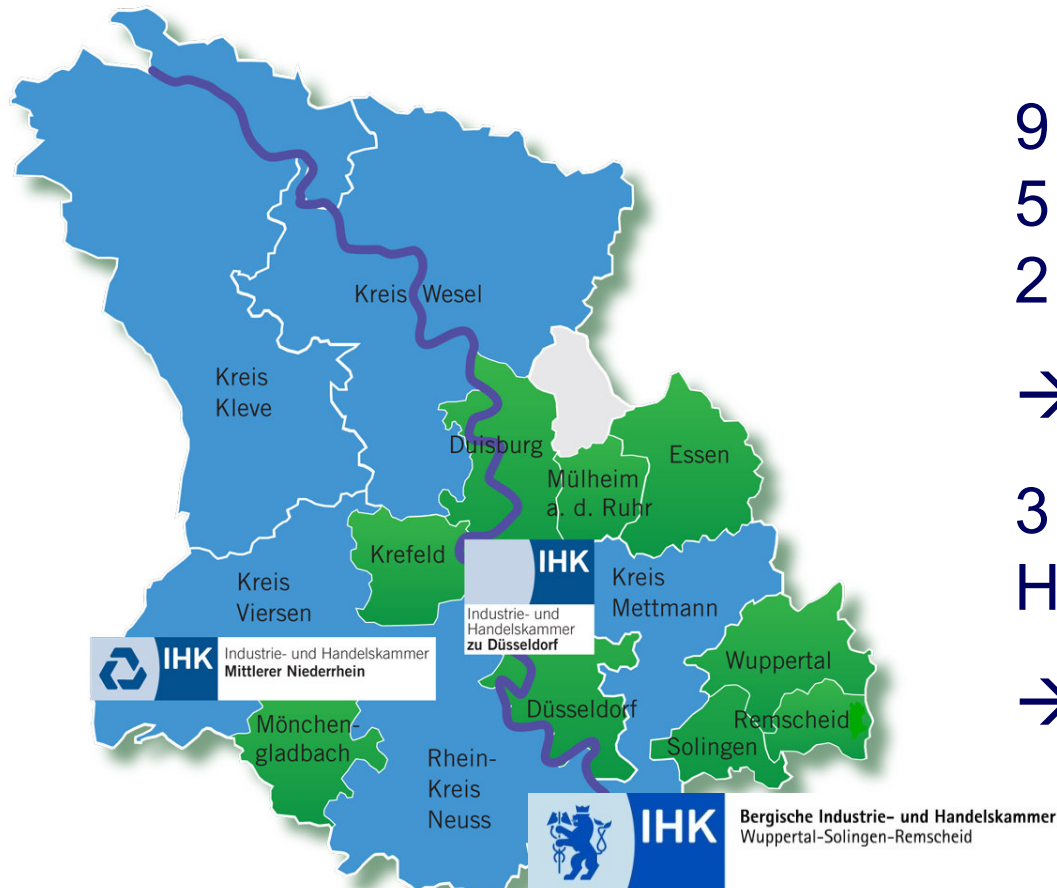 9
5
2
→
3
H
→
Kreis Wesel
Kreis
Kleve
Duisburg
Mülheim
a. d. Ruhr
Essen
Krefeld
Kreis
Viersen
IHK
Industrie- und
Handelskammer
zu Düsseldorf
Kreis
Mettmann
IHK
Industrie- und Handelskammer
Mittlerer Niederrhein
Wuppertal
Düsseldorf
Remscheid
Solingen
Mönchen-
gladbach
Rhein-
Kreis
Neuss
IHK
Bergische Industrie- und Handelskammer
Wuppertal-Solingen-Remscheid